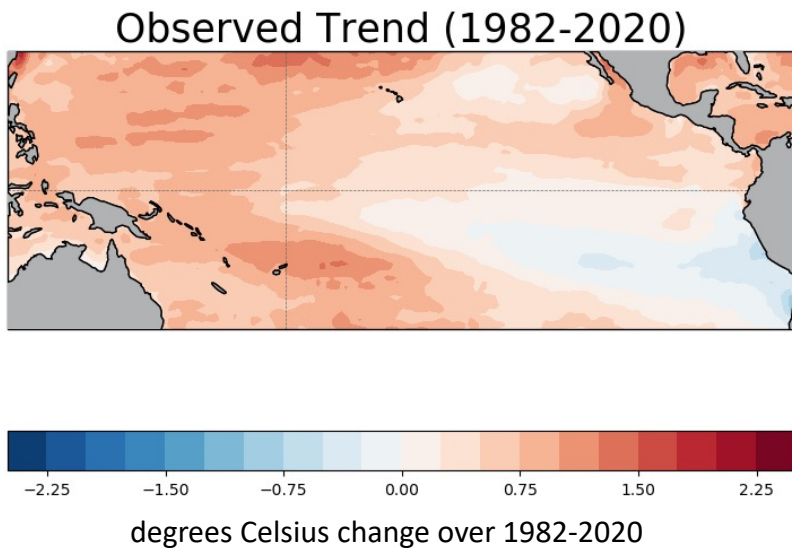 Observed Trend (1982-2020)
−2.25 −1.50 −0.75 0.00 0.75 1.50 2.25
degrees Celsius change over 1982-2020